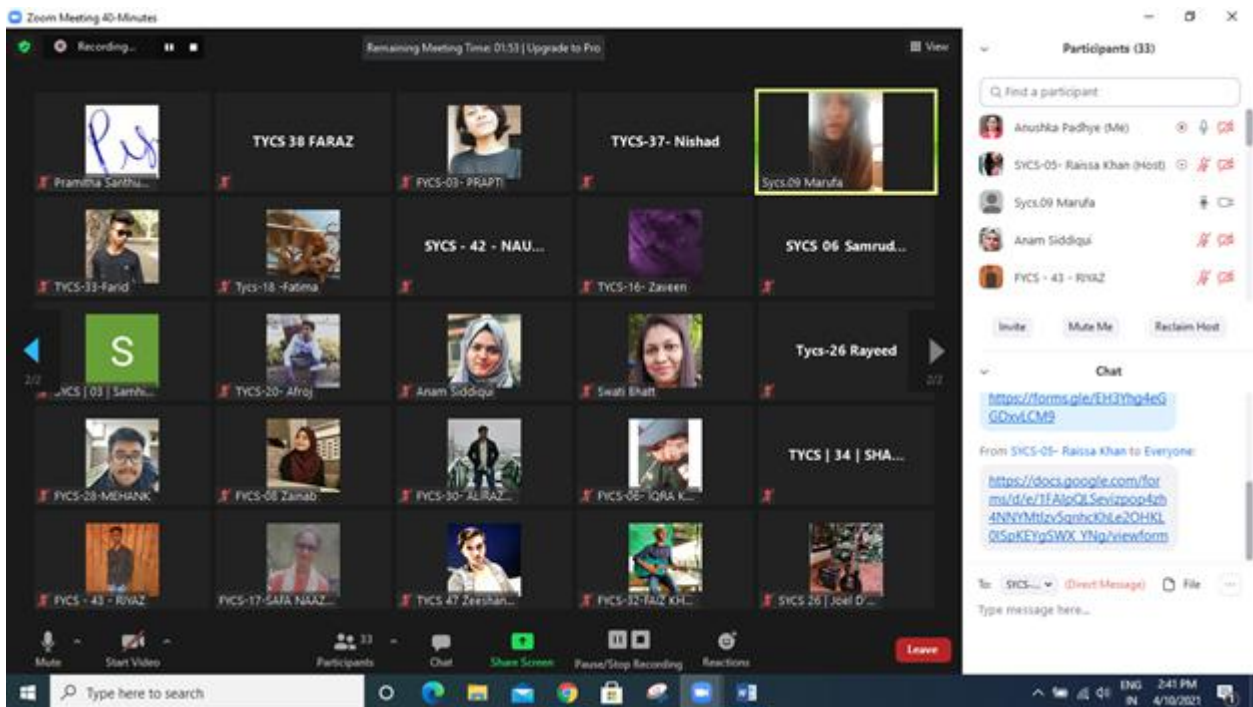 Zoom Meeting 40-Minutes
Recording...
Remaining Meeting Time: 01:53 | Upgrade to Pro
View
Pramitha Santhu...
TYCS 38 FARAZ
FYCS-03- PRAPTI
TYCS-37- Nishad
Sycs.09 Marufa
TYCS-33-Farid
Tycs-18 -Fatima
SYCS - 42 - NAU...
TYCS-16- Zaveen
SYCS 06 Samrud...
2/2
S
TYCS-20- Afroj
Anam Siddiqui
Swati Bhatt
Tycs-26 Rayeed
2/2
FYCS-28-MEHANK
FYCS-08 Zainab
FYCS-30- ALIRAZ...
FYCS-06- IQRA K...
TYCS | 34 | SHA...
FYCS - 43 - RIYAZ
FYCS-17-SAFA NAAZ...
TYCS 47 Zeeshan...
FYCS-32-FAIZ KH...
SYCS 26 | Joel D'...
Mute
Start Video
33
Participants
Chat
Share Screen
Pause/Stop Recording
Reactions
Leave
Participants (33)
Find a participant
Anushka Padhye (Me)
SYCS-05- Raissa Khan (Host)
Sycs.09 Marufa
Anam Siddiqui
FYCS - 43 - RIYAZ
Invite
Mute Me
Reclaim Host
Chat
https://forms.gle/EH3Yhg4eG
GDxvLCM9
From SYCS-05- Raissa Khan to Everyone:
https://docs.google.com/for
To: SYCS-... (Direct Message)
File
Type message here...
Type here to search
ENG
IN
2:41 PM
4/10/2021